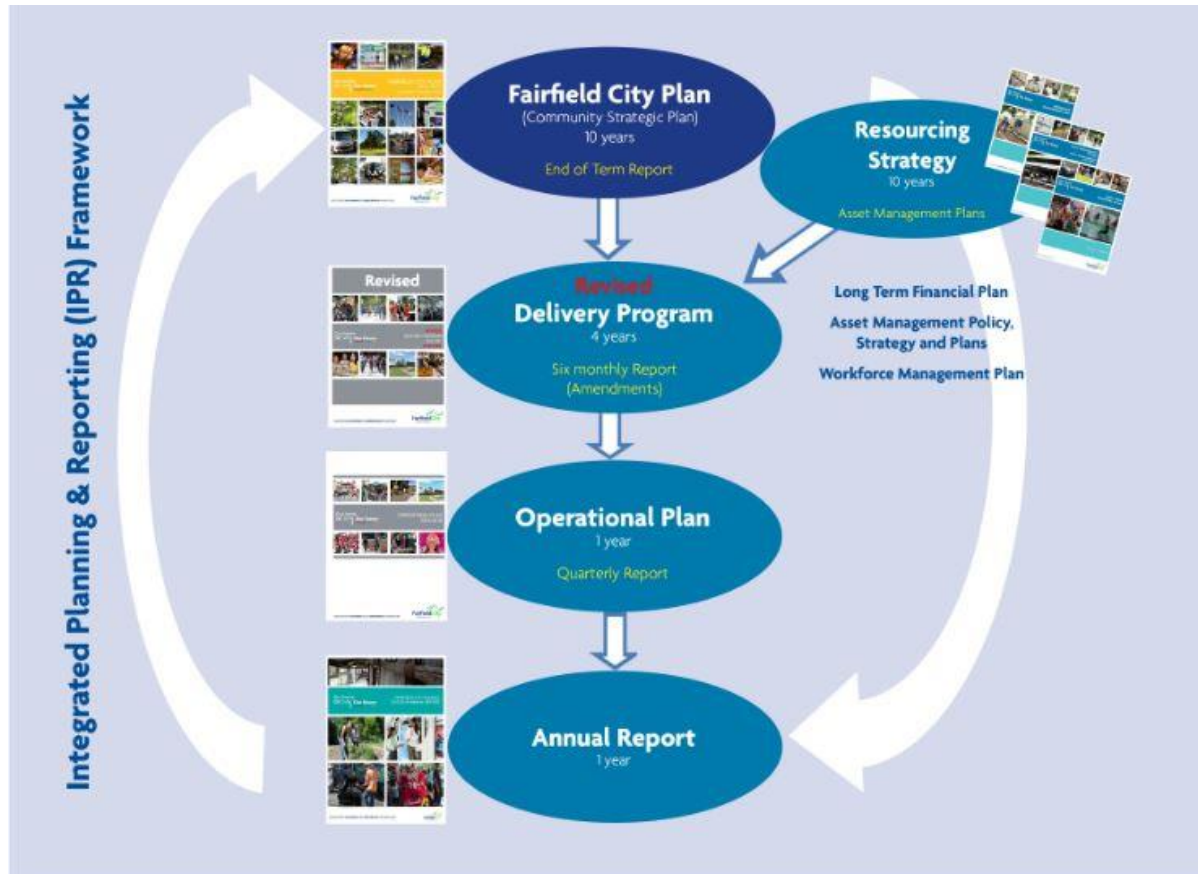 Integrated Planning & Reporting (IPR) Framework
Fairfield City Plan
(Community Strategic Plan)
10 years
End of Term Report
Resourcing
Strategy
10 years
Asset Management Plans
Revised
Revised
Delivery Program
4 years
Six monthly Report
(Amendments)
Long Term Financial Plan
Asset Management Policy,
Strategy and Plans
Workforce Management Plan
Operational Plan
1 year
Quarterly Report
Annual Report
1 year